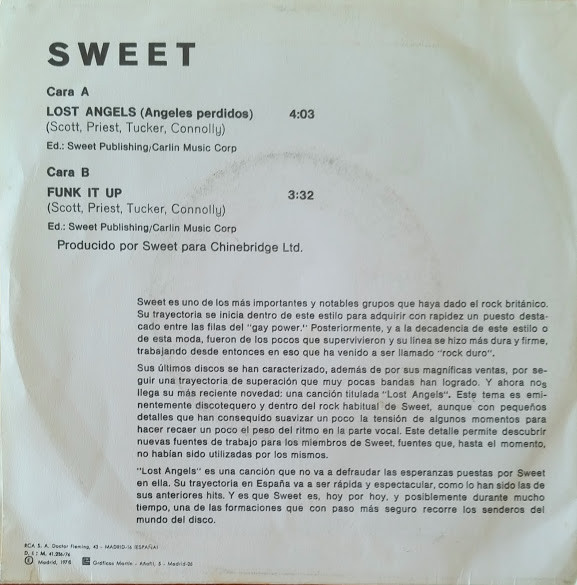 SWEET
Cara A
LOST ANGELS (Angeles perdidos) 4:03
(Scott, Priest, Tucker, Connolly)
Ed.: Sweet Publishing/Carlin Music Corp
Cara B
FUNK IT UP 3:32
(Scott, Priest, Tucker, Connolly)
Ed.: Sweet Publishing/Carlin Music Corp
Producido por Sweet para Chinebridge Ltd.
Sweet es uno de los más importantes y notables grupos que haya dado el rock británico.
Su trayectoria se inicia dentro de este estilo para adquirir con rapidez un puesto desta-
cado entre las filas del "gay power." Posteriormente, y a la decadencia de este estilo o
de esta moda, fueron de los pocos que supervivieron y su línea se hizo más dura y firme,
trabajando desde entonces en eso que ha venido a ser llamado "rock duro".
Sus últimos discos se han caracterizado, además de por sus magníficas ventas, por se-
guir una trayectoria de superación que muy pocas bandas han logrado. Y ahora nos
llega su más reciente novedad: una canción titulada "Lost Angels". Este tema es emi-
nentemente discotequero y dentro del rock habitual de Sweet, aunque con pequeños
detalles que han conseguido suavizar un poco la tensión de algunos momentos para
hacer recaer un poco el peso del ritmo en la parte vocal. Este detalle permite descubrir
nuevas fuentes de trabajo para los miembros de Sweet, fuentes que, hasta el momento,
no habían sido utilizadas por los mismos.
"Lost Angels" es una canción que no va a defraudar las esperanzas puestas por Sweet
en ella. Su trayectoria en España va a ser rápida y espectacular, como lo han sido las de
sus anteriores hits. Y es que Sweet es, hoy por hoy, y posiblemente durante mucho
tiempo, una de las formaciones que con paso más seguro recorre los senderos del
mundo del disco.
RCA S. A. Doctor Fleming, 43 - MADRID-16 (ESPAÑA)
D. L: M. 41.256/76
Ⓒ Madrid, 1976 Gráficas Martín - 5 - Madrid-26